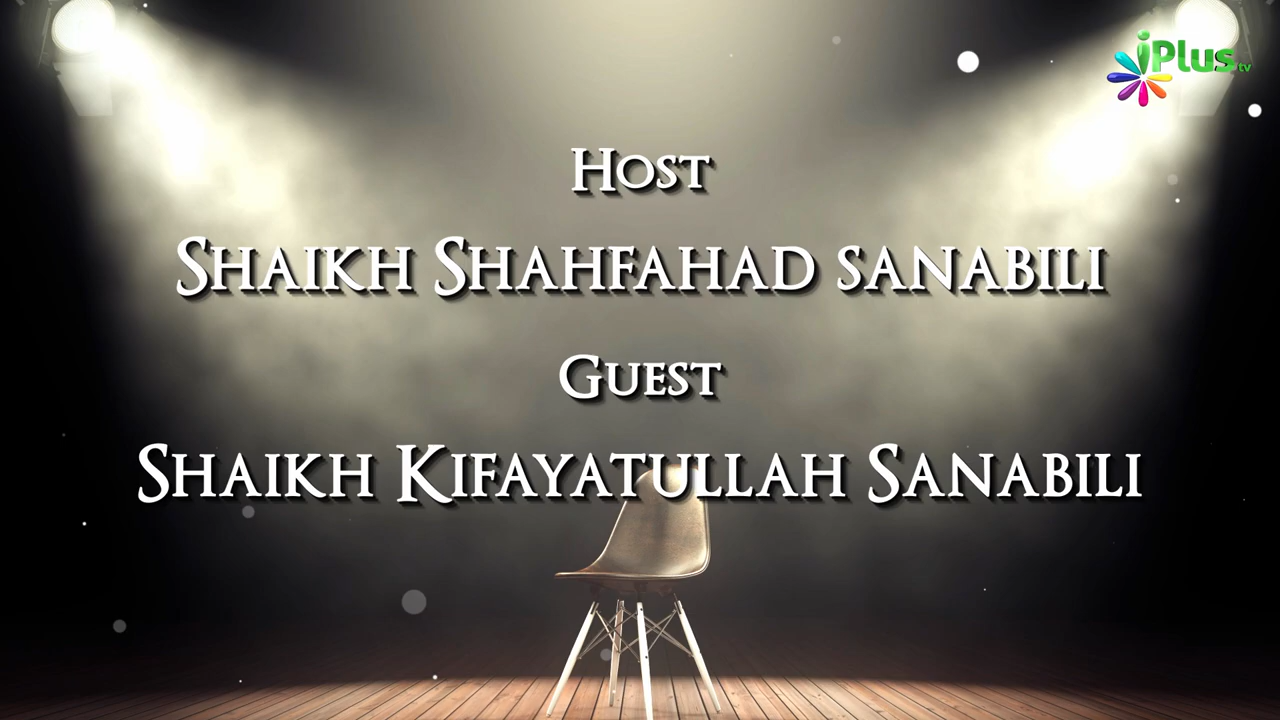 iPlus tv
Host
Shaikh Shahfahad sanabili
Guest
Shaikh Kifayatullah Sanabili